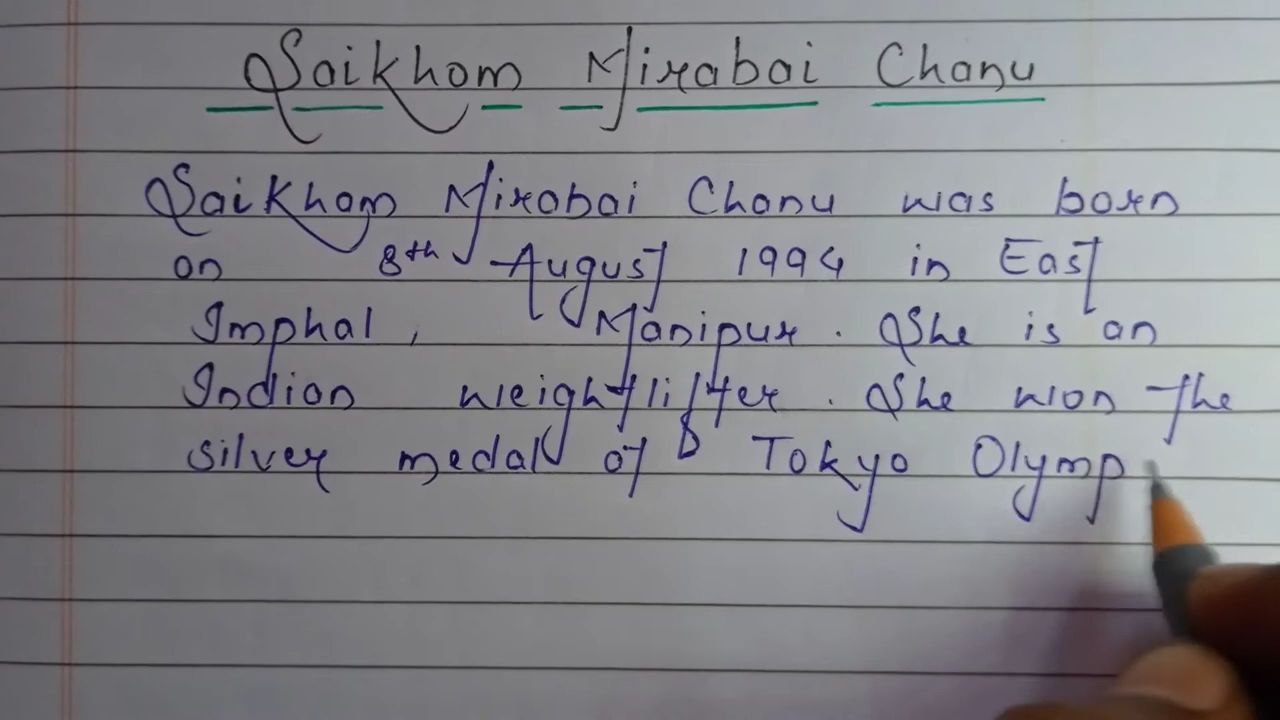 Saikhom Mirabai Chanu
Saikhom Mirabai Chanu was born
on 8th August 1994 in East
Imphal, Manipur. She is an
Indian weightlifter. She won the
silver medal of Tokyo Olymp